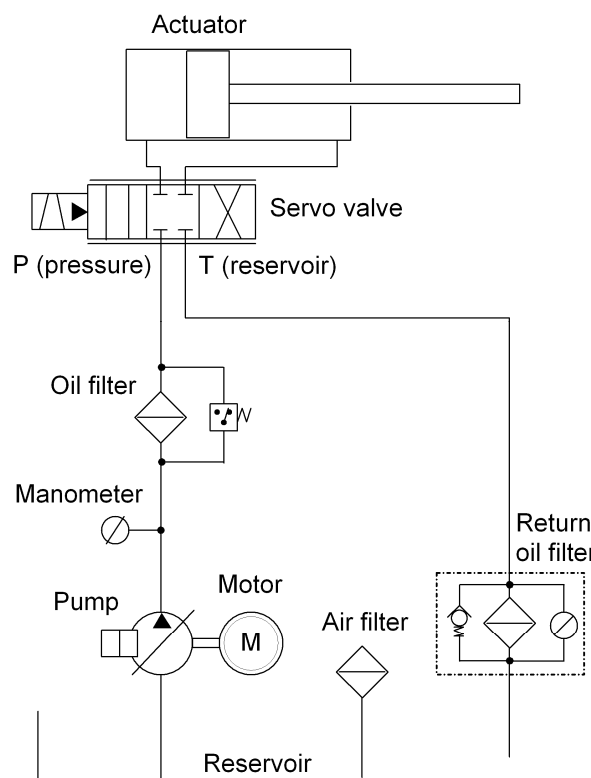 Actuator
Servo valve
P (pressure)
T (reservoir)
Oil filter
Manometer
Return
oil filter
Pump
Motor
M
Air filter
Reservoir